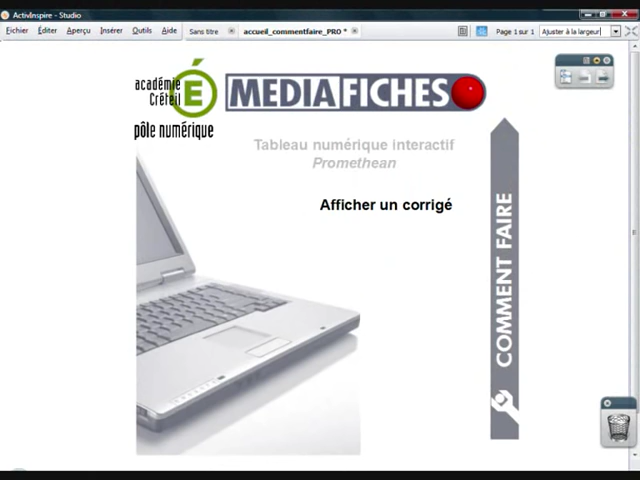 ActivInspire - Studio
Fichier Éditer Aperçu Insérer Outils Aide
Sans titre
accueil_commentfaire_PRO *
Page 1 sur 1
Ajuster à la largeur
académie
Créteil
É
pôle numérique
MEDIAFICHES
Tableau numérique interactif
Promethean
Afficher un corrigé
COMMENT FAIRE